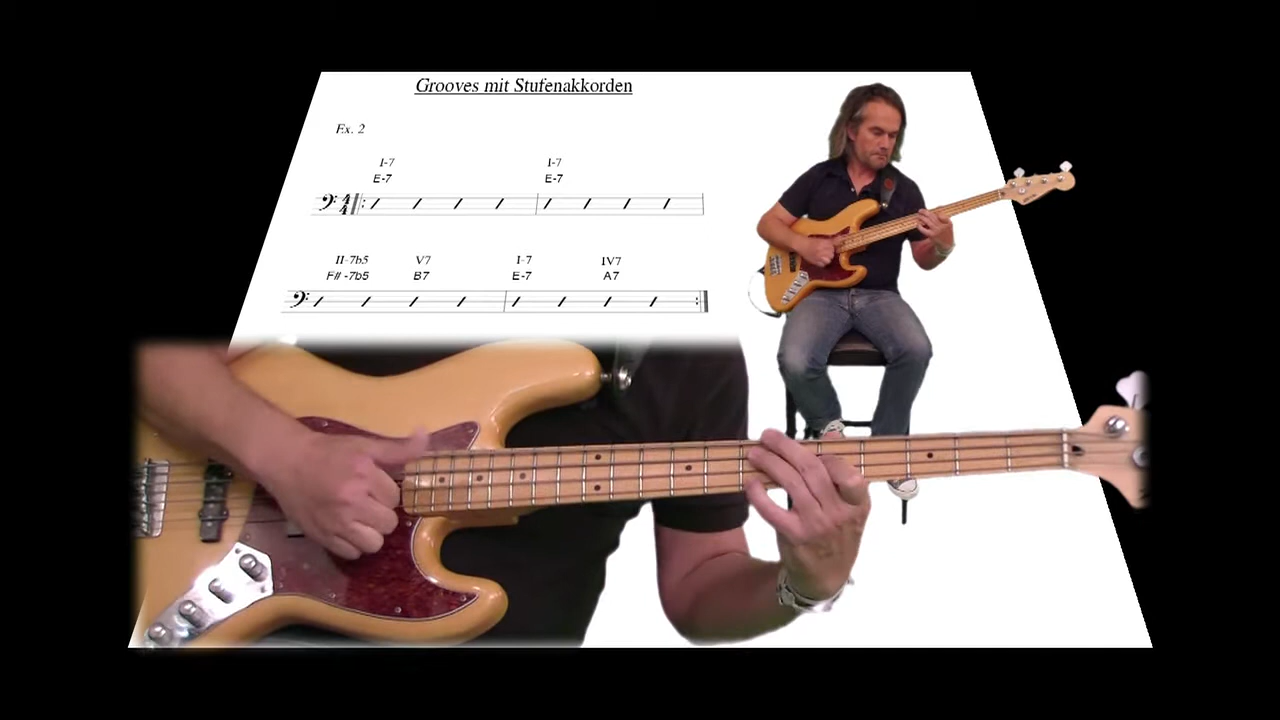 Grooves mit Stufenakkorden
Ex. 2
I-7 I-7
E-7 E-7
II-7b5 V7 I-7 IV7
F# -7b5 B7 E-7 A7